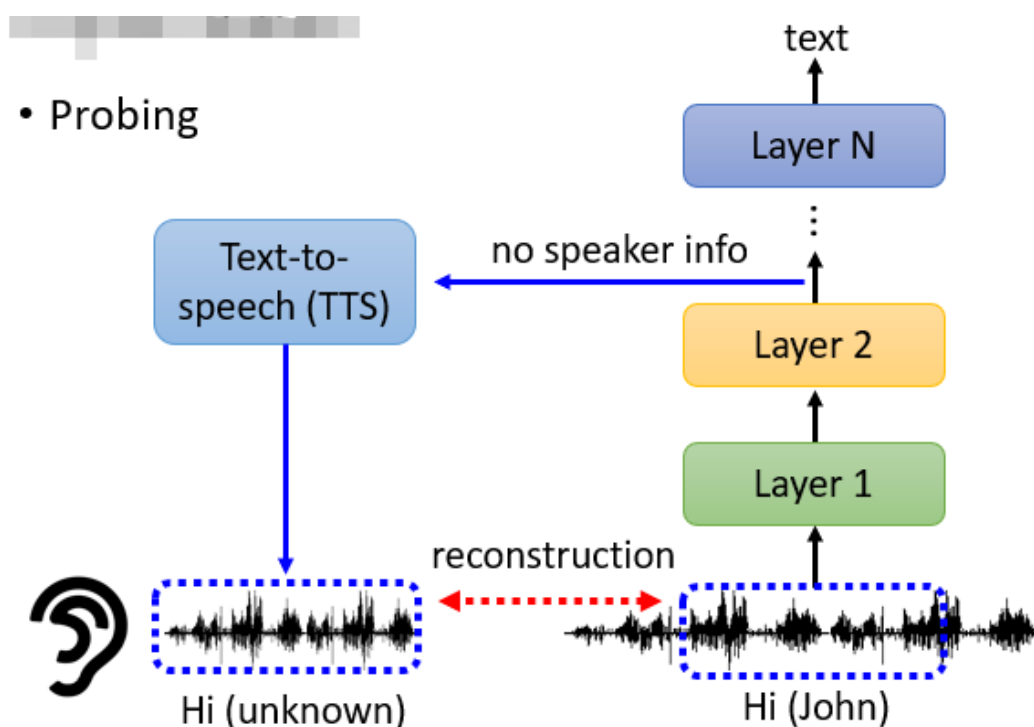 • Probing
text
Layer N
⋮
no speaker info
Text-to-
speech (TTS)
Layer 2
Layer 1
reconstruction
Hi (unknown)
Hi (John)